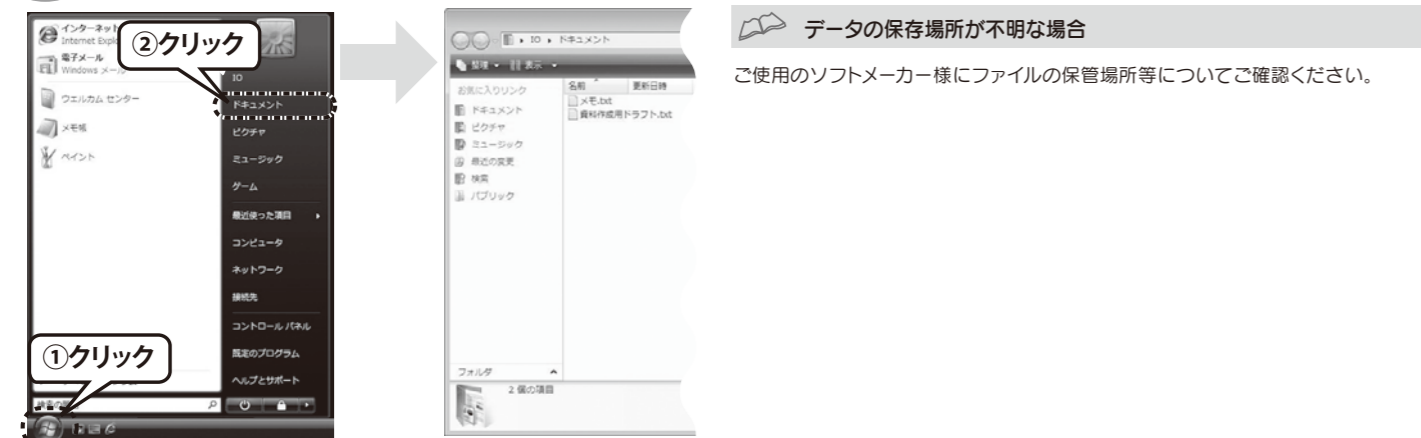 インターネット
Internet Expl
電子メール
Windows メール
ウエルカム センター
メモ帳
ペイント
②クリック
IO
ドキュメント
ピクチャ
ミュージック
ゲーム
最近使った項目
コンピュータ
ネットワーク
接続先
コントロール パネル
既定のプログラム
ヘルプとサポート
①クリック
IO ▸ ドキュメント
整理 表示
お気に入りリンク
ドキュメント
ピクチャ
ミュージック
最近の変更
検索
パブリック
フォルダ
名前 更新日時
メモ.txt
資料作成用ドラフト.txt
2 個の項目
データの保存場所が不明な場合
ご使用のソフトメーカー様にファイルの保管場所等についてご確認ください。